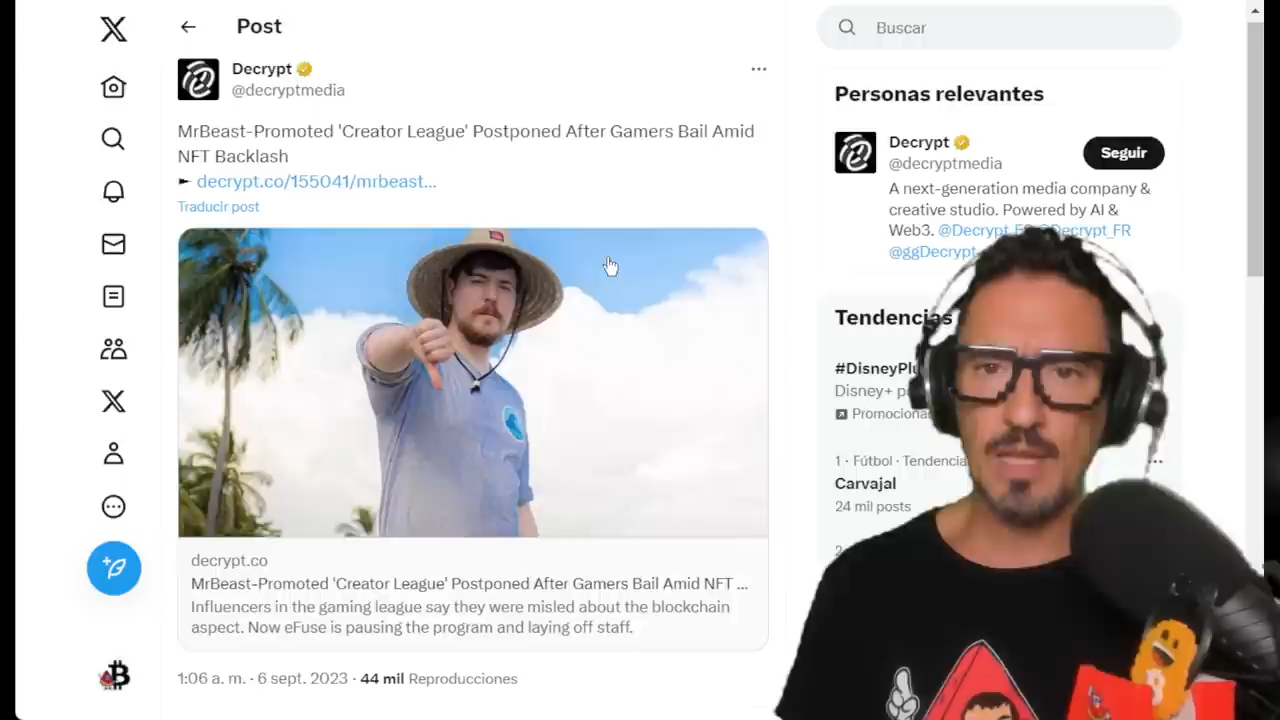 Post
Buscar
Decrypt
@decryptmedia
MrBeast-Promoted 'Creator League' Postponed After Gamers Bail Amid
NFT Backlash
► decrypt.co/155041/mrbeast...
Traducir post
decrypt.co
MrBeast-Promoted 'Creator League' Postponed After Gamers Bail Amid NFT ...
Influencers in the gaming league say they were misled about the blockchain
aspect. Now eFuse is pausing the program and laying off staff.
1:06 a. m. · 6 sept. 2023 · 44 mil Reproducciones
Personas relevantes
Decrypt
@decryptmedia
Seguir
A next-generation media company &
creative studio. Powered by AI &
Web3. @Decrypt_ES @Decrypt_FR
@ggDecrypt
Tendencias
Disney+
1 · Fútbol · Tendencia
Carvajal
24 mil posts